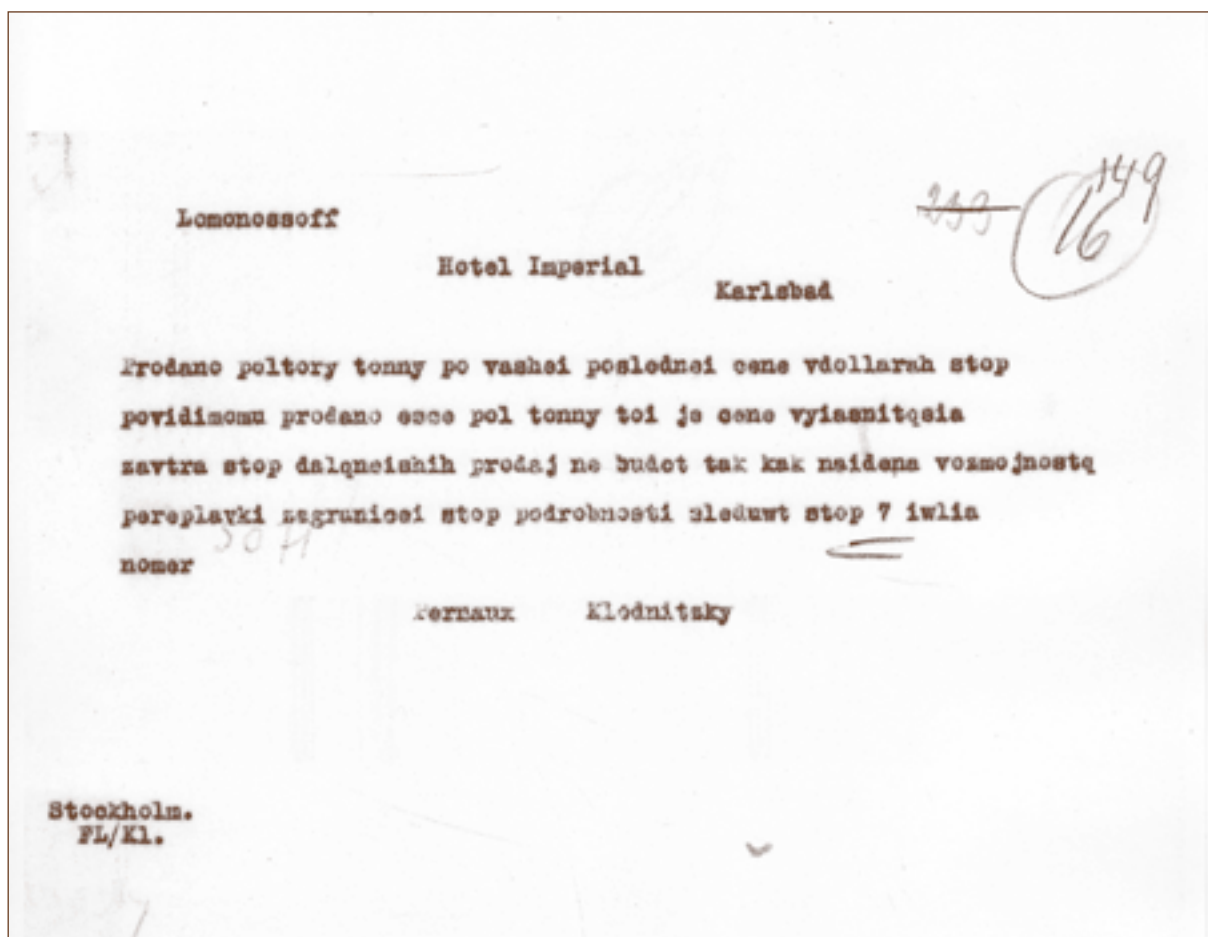 149
233
16
Lomonossoff
Hotel Imperial
Karlsbad
Prodano poltory tonny po vashei poslednei cene vdollarah stop
povidimomu prodano esce pol tonny toi je cene vyiasnitqsia
zavtra stop dalqneishih prodaj ne budet tak kak naidena vozmojnostq
pereplavki zagranicei stop podrobnosti sleduwt stop 7 iwlia
nomer
Fernaux Klodnitzky
Stockholm.
FL/Kl.